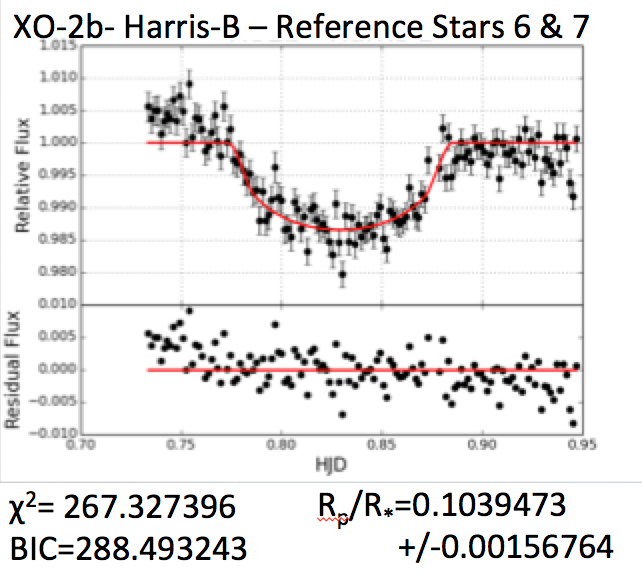 XO-2b- Harris-B – Reference Stars 6 & 7
1.015
1.010
1.005
1.000
0.995
0.990
0.985
0.980
Relative Flux
0.010
0.005
0.000
−0.005
−0.010
Residual Flux
0.70 0.75 0.80 0.85 0.90 0.95
HJD
χ²= 267.327396 Rₚ/R*=0.1039473
BIC=288.493243 +/-0.00156764